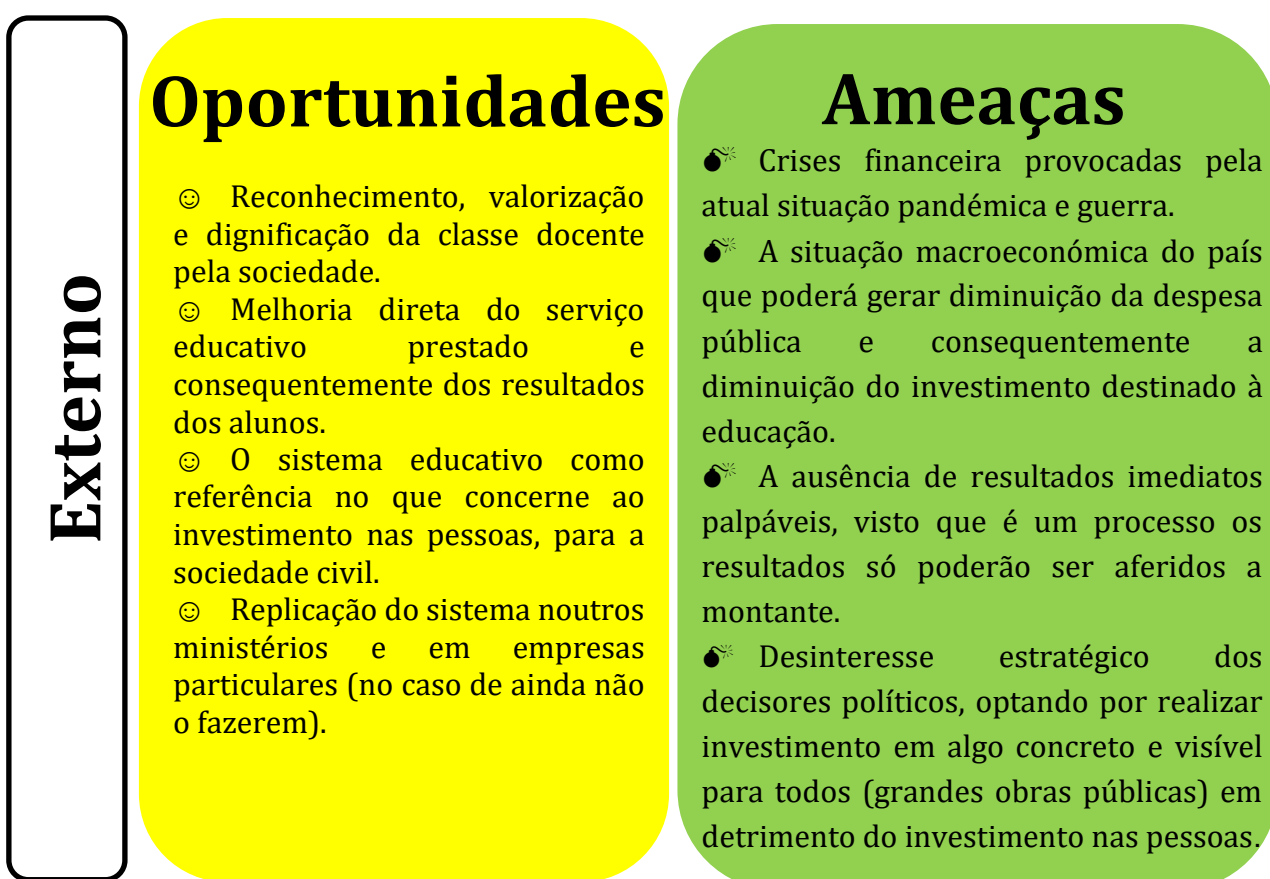 Externo
Oportunidades
☺ Reconhecimento, valorização
e dignificação da classe docente
pela sociedade.
☺ Melhoria direta do serviço
educativo prestado e
consequentemente dos resultados
dos alunos.
☺ O sistema educativo como
referência no que concerne ao
investimento nas pessoas, para a
sociedade civil.
☺ Replicação do sistema noutros
ministérios e em empresas
particulares (no caso de ainda não
o fazerem).
Ameaças
💣 Crises financeira provocadas pela
atual situação pandémica e guerra.
💣 A situação macroeconómica do país
que poderá gerar diminuição da despesa
pública e consequentemente a
diminuição do investimento destinado à
educação.
💣 A ausência de resultados imediatos
palpáveis, visto que é um processo os
resultados só poderão ser aferidos a
montante.
💣 Desinteresse estratégico dos
decisores políticos, optando por realizar
investimento em algo concreto e visível
para todos (grandes obras públicas) em
detrimento do investimento nas pessoas.